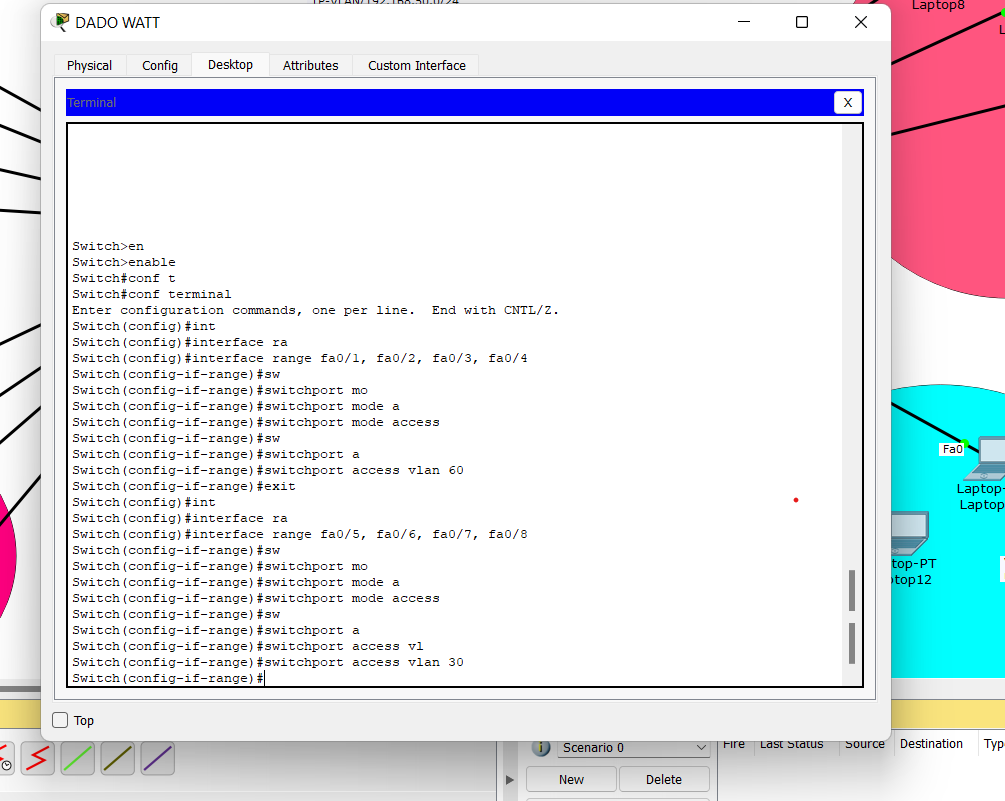 TP-VLAN/192.168.50.0/24
Laptop8
DADO WATT
Physical
Config
Desktop
Attributes
Custom Interface
Terminal
X
Switch>en
Switch>enable
Switch#conf t
Switch#conf terminal
Enter configuration commands, one per line.  End with CNTL/Z.
Switch(config)#int
Switch(config)#interface ra
Switch(config)#interface range fa0/1, fa0/2, fa0/3, fa0/4
Switch(config-if-range)#sw
Switch(config-if-range)#switchport mo
Switch(config-if-range)#switchport mode a
Switch(config-if-range)#switchport mode access
Switch(config-if-range)#sw
Switch(config-if-range)#switchport a
Switch(config-if-range)#switchport access vlan 60
Switch(config-if-range)#exit
Switch(config)#int
Switch(config)#interface ra
Switch(config)#interface range fa0/5, fa0/6, fa0/7, fa0/8
Switch(config-if-range)#sw
Switch(config-if-range)#switchport mo
Switch(config-if-range)#switchport mode a
Switch(config-if-range)#switchport mode access
Switch(config-if-range)#sw
Switch(config-if-range)#switchport a
Switch(config-if-range)#switchport access vl
Switch(config-if-range)#switchport access vlan 30
Switch(config-if-range)#
Fa0
Laptop-
Laptop
top-PT
ptop12
Top
Scenario 0
Fire
Last Status
Source
Destination
Typ
New
Delete